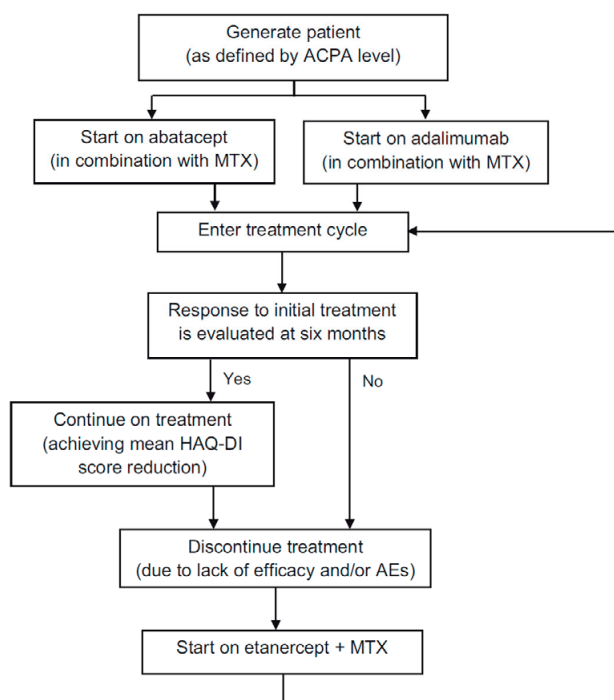 Generate patient
(as defined by ACPA level)
Start on abatacept
(in combination with MTX)
Start on adalimumab
(in combination with MTX)
Enter treatment cycle
Response to initial treatment
is evaluated at six months
Yes
No
Continue on treatment
(achieving mean HAQ-DI
score reduction)
Discontinue treatment
(due to lack of efficacy and/or AEs)
Start on etanercept + MTX